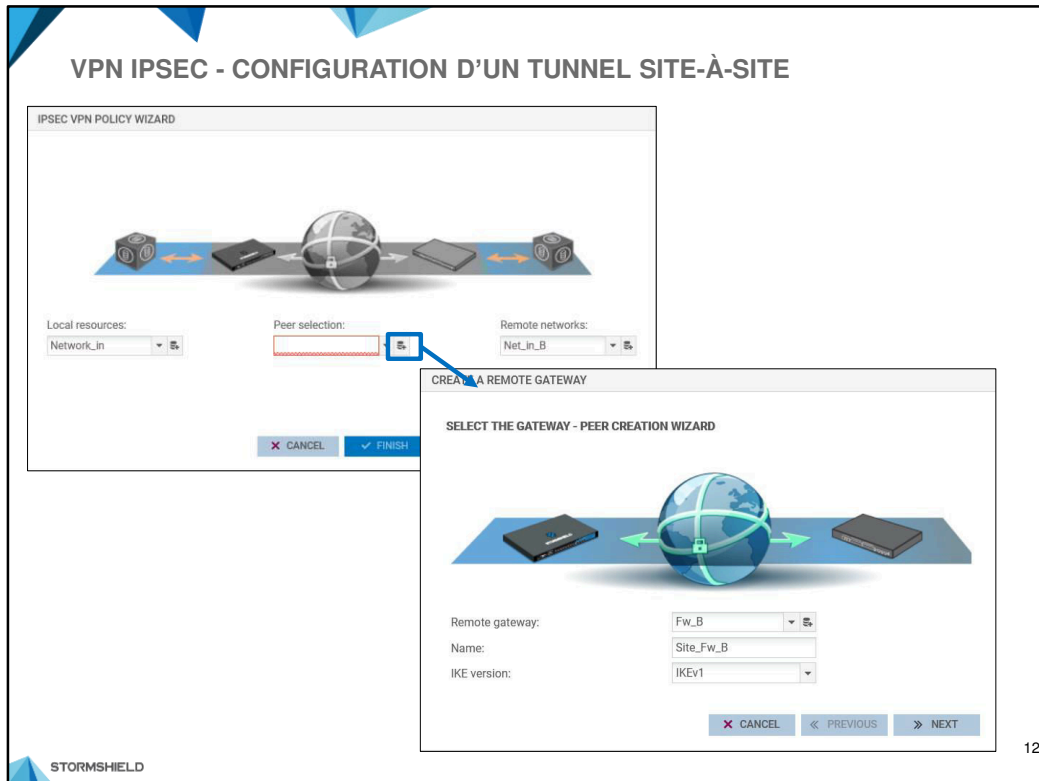 VPN IPSEC - CONFIGURATION D'UN TUNNEL SITE-À-SITE
IPSEC VPN POLICY WIZARD
Local resources:
Peer selection:
Remote networks:
Network_in
Net_in_B
CANCEL
FINISH
CREATE A REMOTE GATEWAY
SELECT THE GATEWAY - PEER CREATION WIZARD
Remote gateway:
Fw_B
Name:
Site_Fw_B
IKE version:
IKEv1
CANCEL
PREVIOUS
NEXT
12
STORMSHIELD